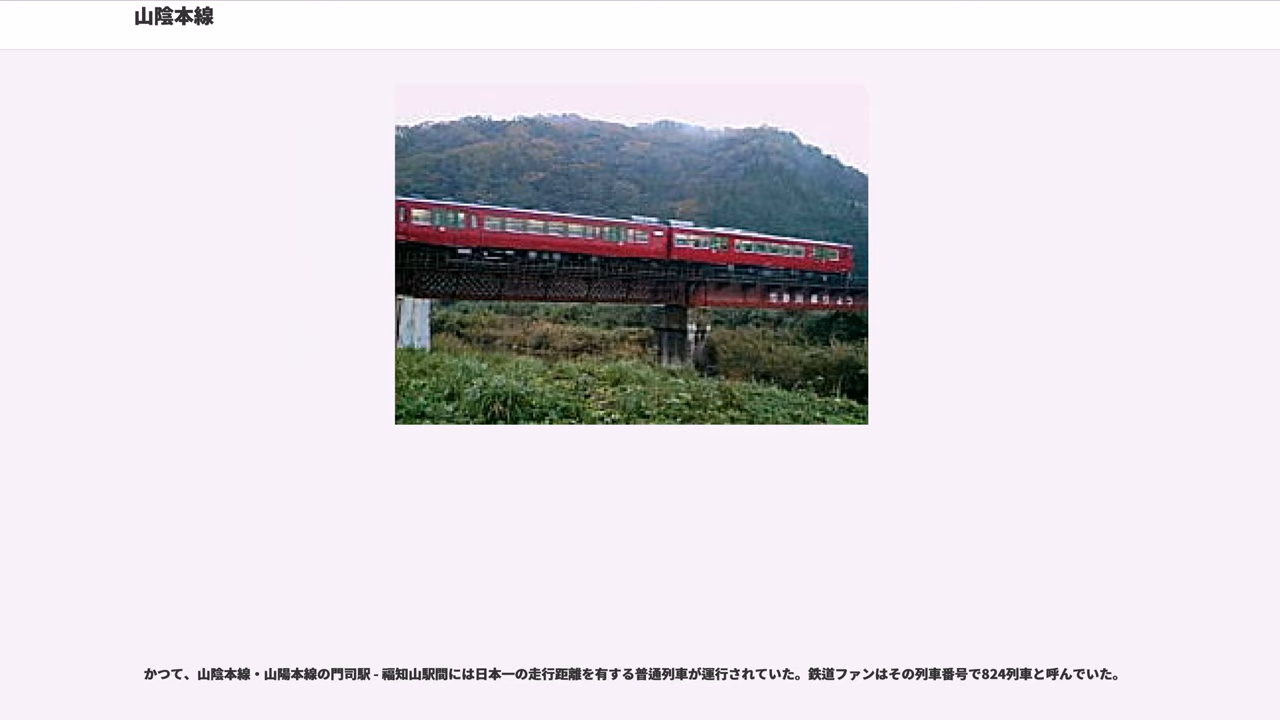 山陰本線
かつて、山陰本線・山陽本線の門司駅 - 福知山駅間には日本一の走行距離を有する普通列車が運行されていた。鉄道ファンはその列車番号で824列車と呼んでいた。